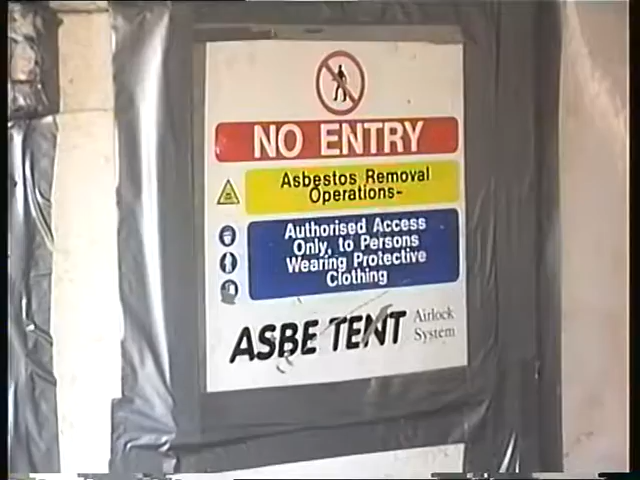 NO ENTRY
Asbestos Removal
Operations-
Authorised Access
Only, to Persons
Wearing Protective
Clothing
ASBE TENT Airlock
System